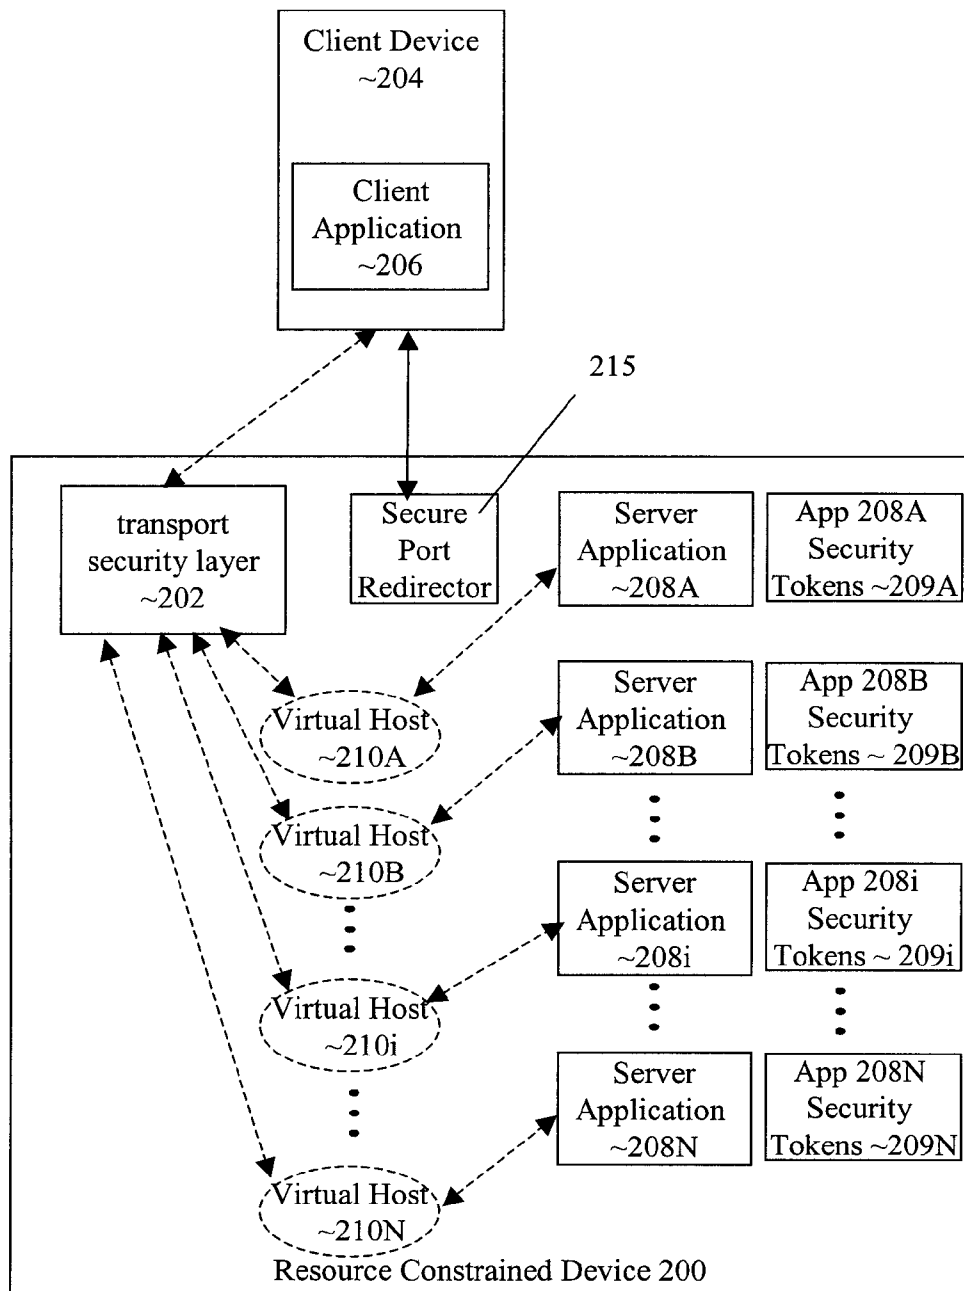 Client Device
~204
Client
Application
~206
215
transport
security layer
~202
Secure
Port
Redirector
Server
Application
~208A
App 208A
Security
Tokens ~209A
Virtual Host
~210A
Server
Application
~208B
App 208B
Security
Tokens ~ 209B
Virtual Host
~210B
Server
Application
~208i
App 208i
Security
Tokens ~ 209i
Virtual Host
~210i
Server
Application
~208N
App 208N
Security
Tokens ~209N
Virtual Host
~210N
Resource Constrained Device 200